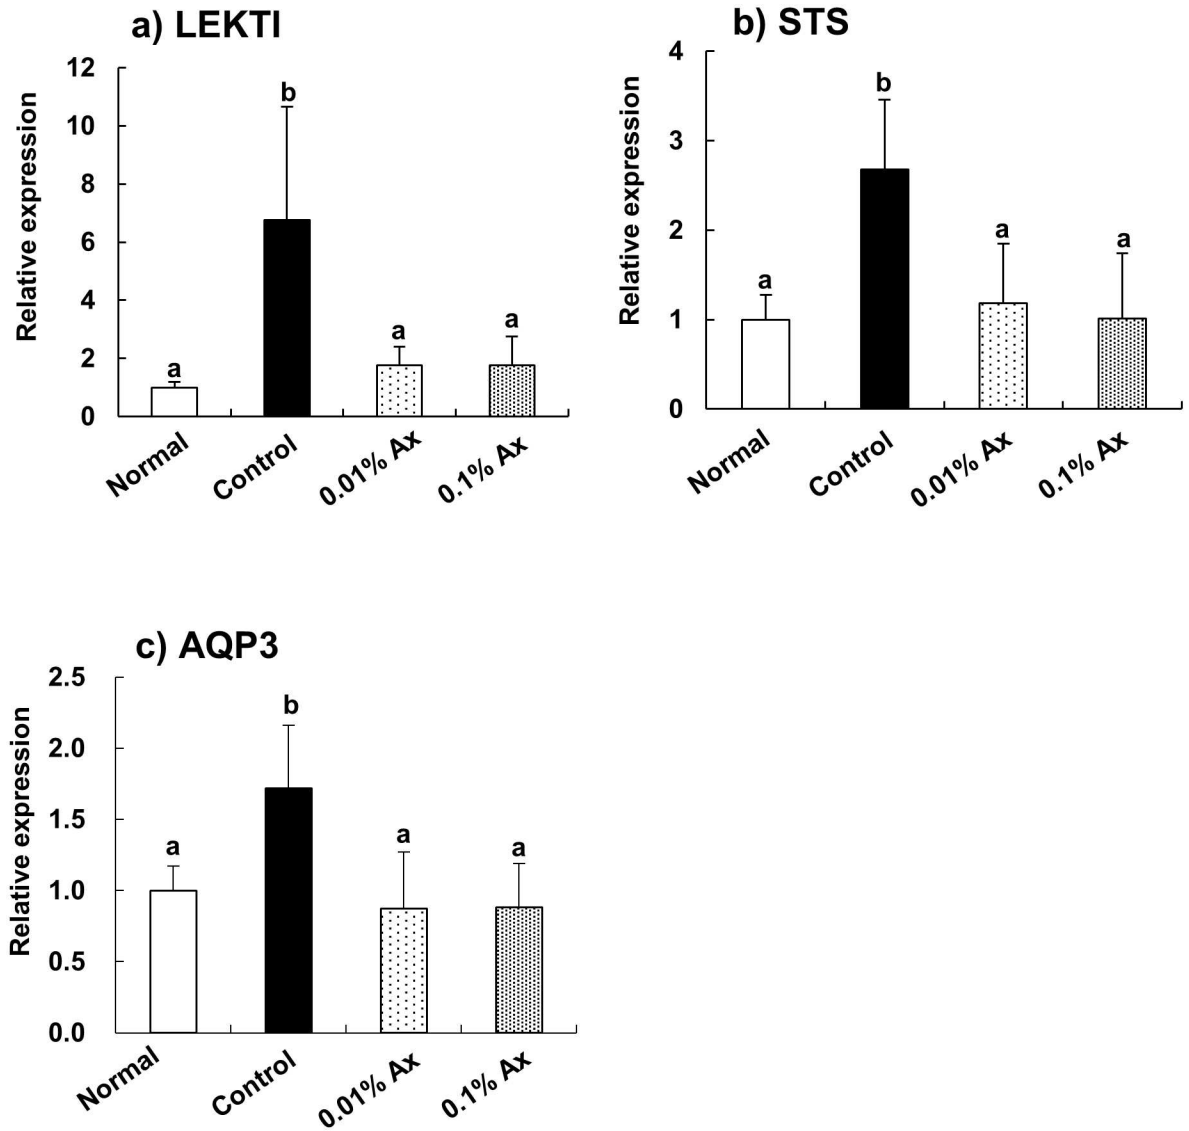 a) LEKTI
Relative expression
12
10
8
6
4
2
0
a
b
a
a
Normal
Control
0.01% Ax
0.1% Ax
b) STS
Relative expression
4
3
2
1
0
a
b
a
a
Normal
Control
0.01% Ax
0.1% Ax
c) AQP3
Relative expression
2.5
2.0
1.5
1.0
0.5
0.0
a
b
a
a
Normal
Control
0.01% Ax
0.1% Ax